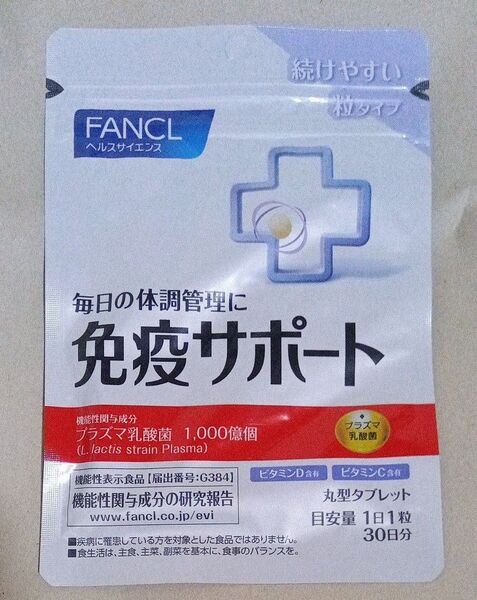 続けやすい
粒タイプ
FANCL
ヘルスサイエンス
毎日の体調管理に
免疫サポート
機能性関与成分
プラズマ乳酸菌 1,000億個
(L. lactis strain Plasma)
プラズマ
乳酸菌
機能性表示食品【届出番号:G384】
機能性関与成分の研究報告
www.fancl.co.jp/evi
ビタミンD含有
ビタミンC含有
丸型タブレット
目安量 1日1粒
30日分
■疾病に罹患している方を対象とした食品ではありません。
■食生活は、主食、主菜、副菜を基本に、食事のバランスを。